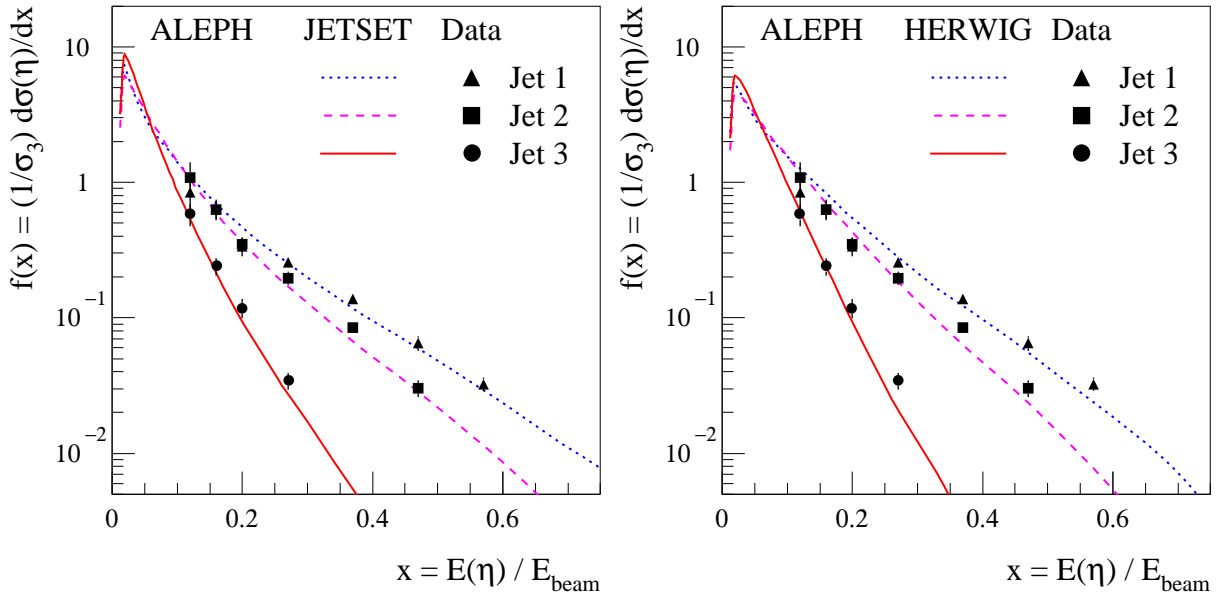 f(x) = (1/σ₃) dσ(η)/dx
ALEPH JETSET Data
Jet 1
Jet 2
Jet 3
10
1
10⁻¹
10⁻²
0 0.2 0.4 0.6
x = E(η) / E_beam
f(x) = (1/σ₃) dσ(η)/dx
ALEPH HERWIG Data
Jet 1
Jet 2
Jet 3
10
1
10⁻¹
10⁻²
0 0.2 0.4 0.6
x = E(η) / E_beam